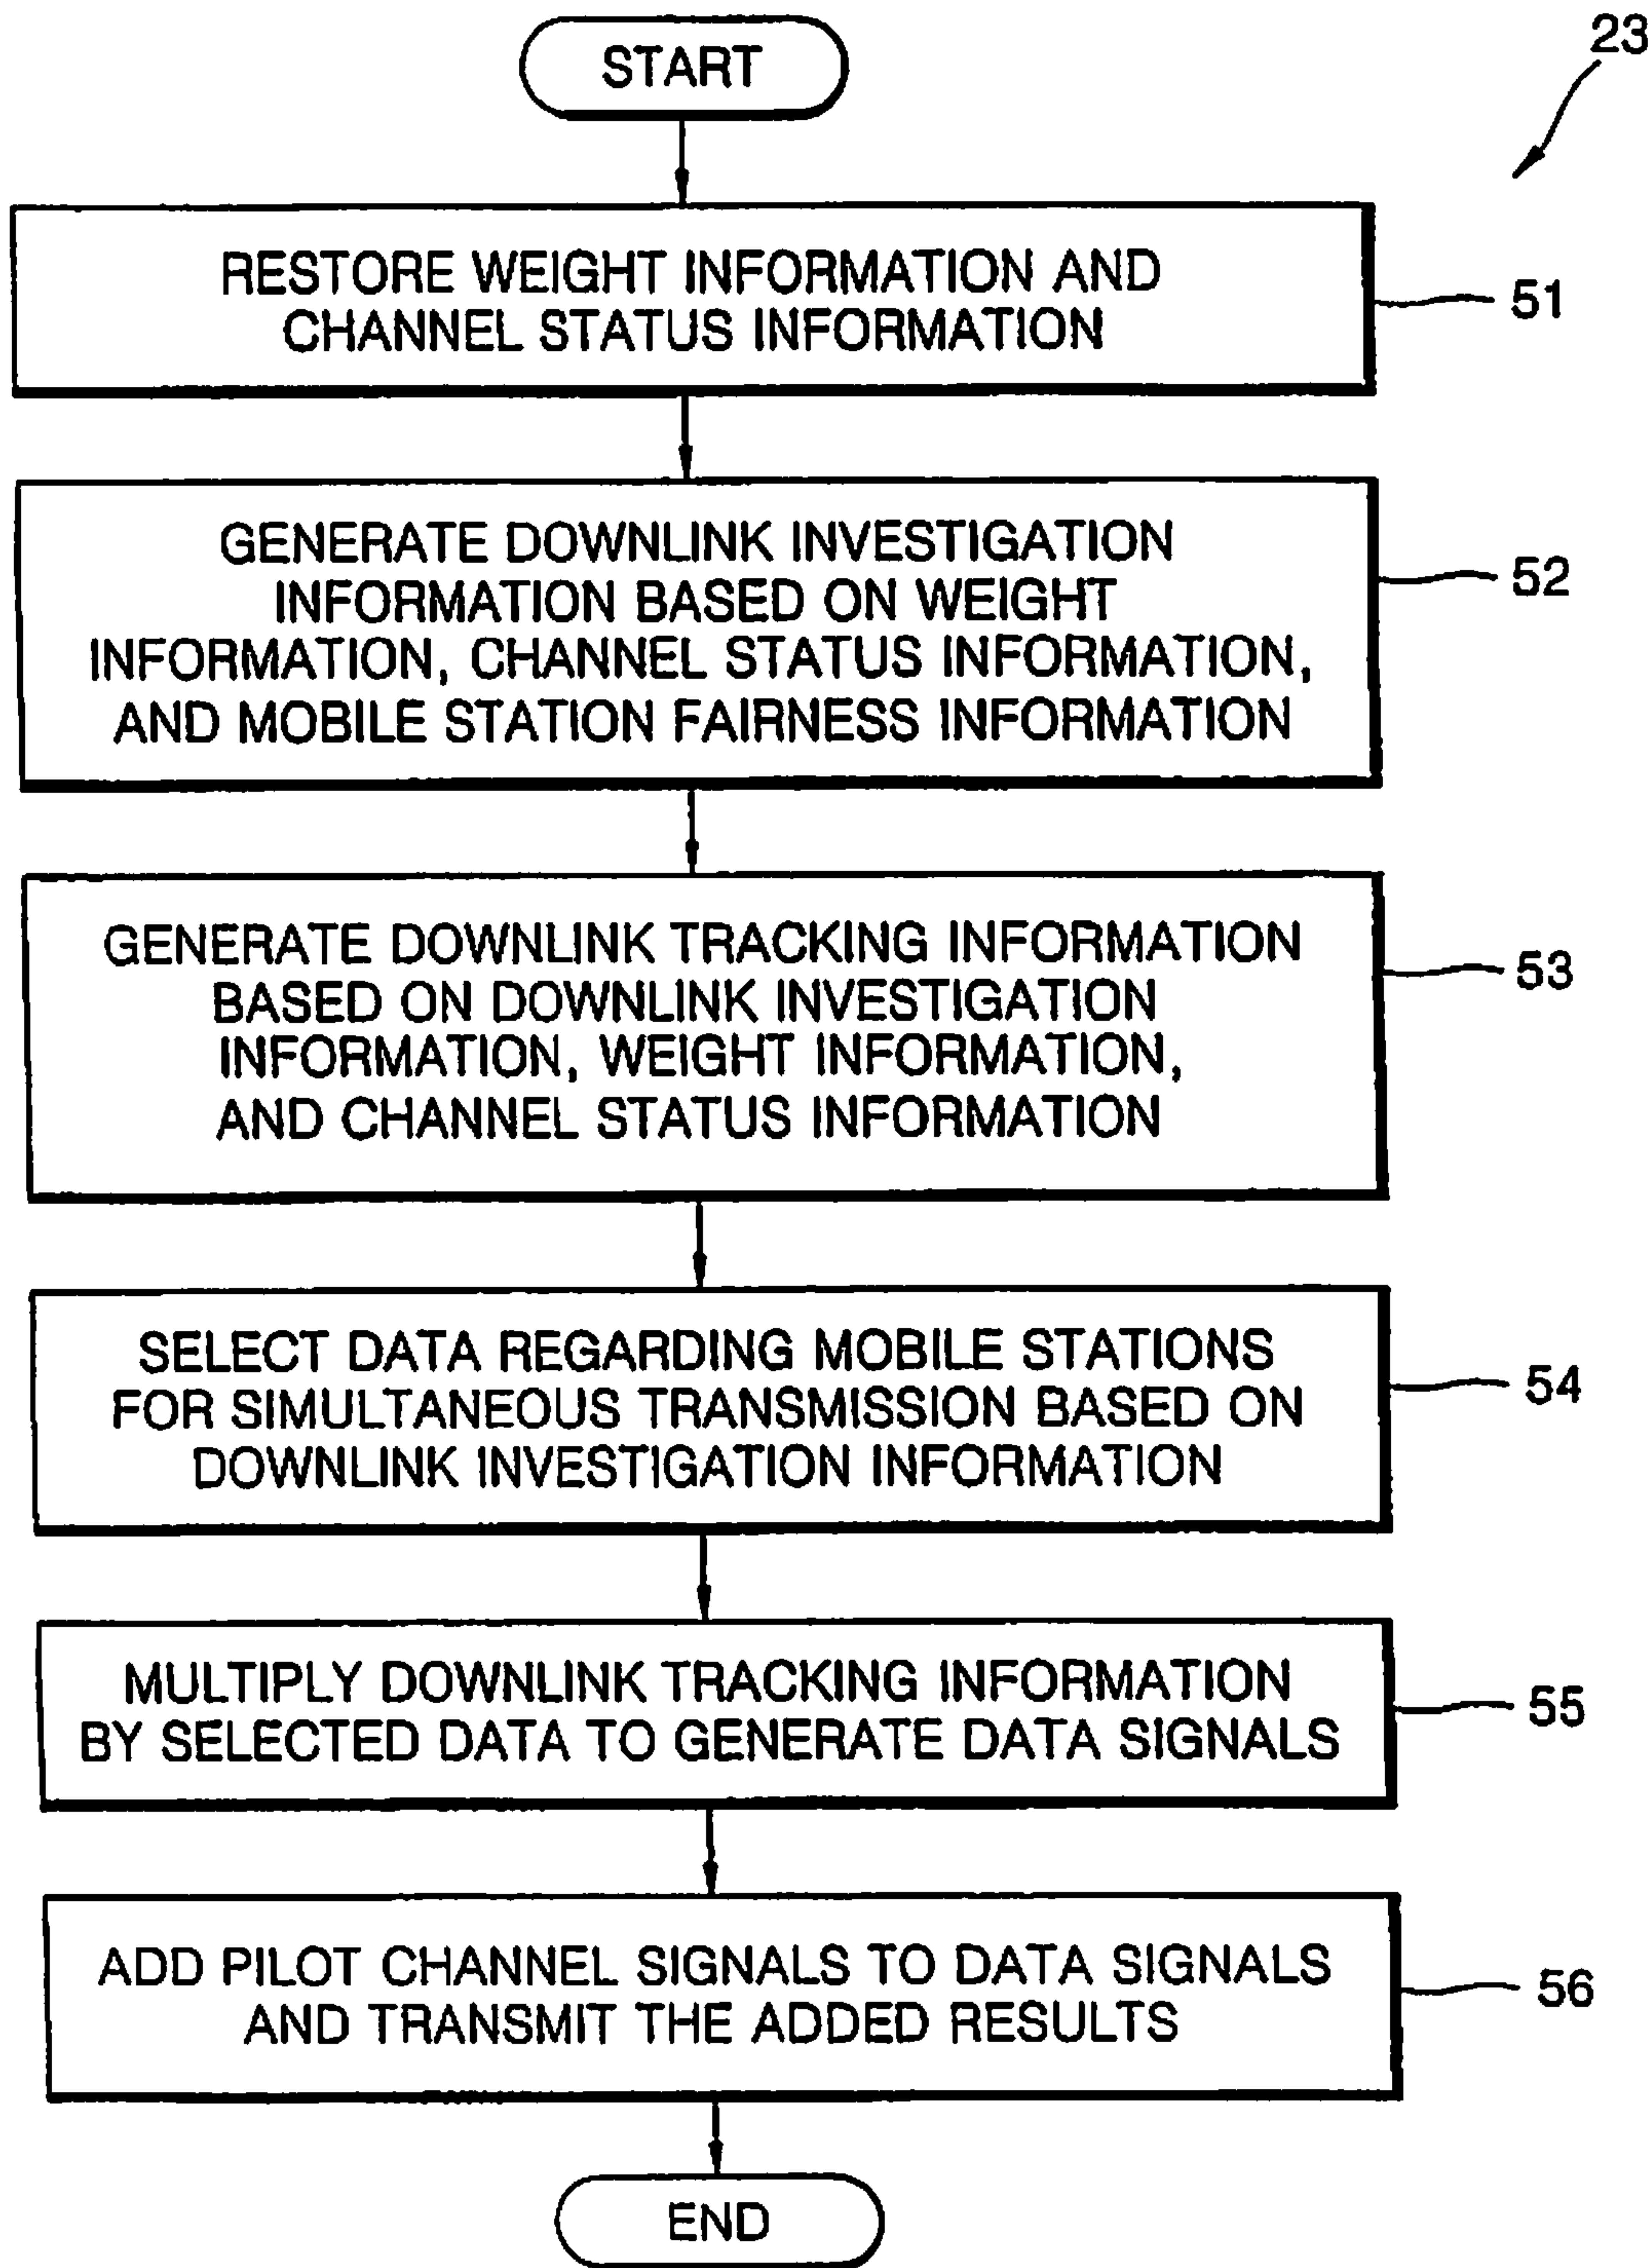 START
23
RESTORE WEIGHT INFORMATION AND
CHANNEL STATUS INFORMATION
51
GENERATE DOWNLINK INVESTIGATION
INFORMATION BASED ON WEIGHT
INFORMATION, CHANNEL STATUS INFORMATION,
AND MOBILE STATION FAIRNESS INFORMATION
52
GENERATE DOWNLINK TRACKING INFORMATION
BASED ON DOWNLINK INVESTIGATION
INFORMATION, WEIGHT INFORMATION,
AND CHANNEL STATUS INFORMATION
53
SELECT DATA REGARDING MOBILE STATIONS
FOR SIMULTANEOUS TRANSMISSION BASED ON
DOWNLINK INVESTIGATION INFORMATION
54
MULTIPLY DOWNLINK TRACKING INFORMATION
BY SELECTED DATA TO GENERATE DATA SIGNALS
55
ADD PILOT CHANNEL SIGNALS TO DATA SIGNALS
AND TRANSMIT THE ADDED RESULTS
56
END